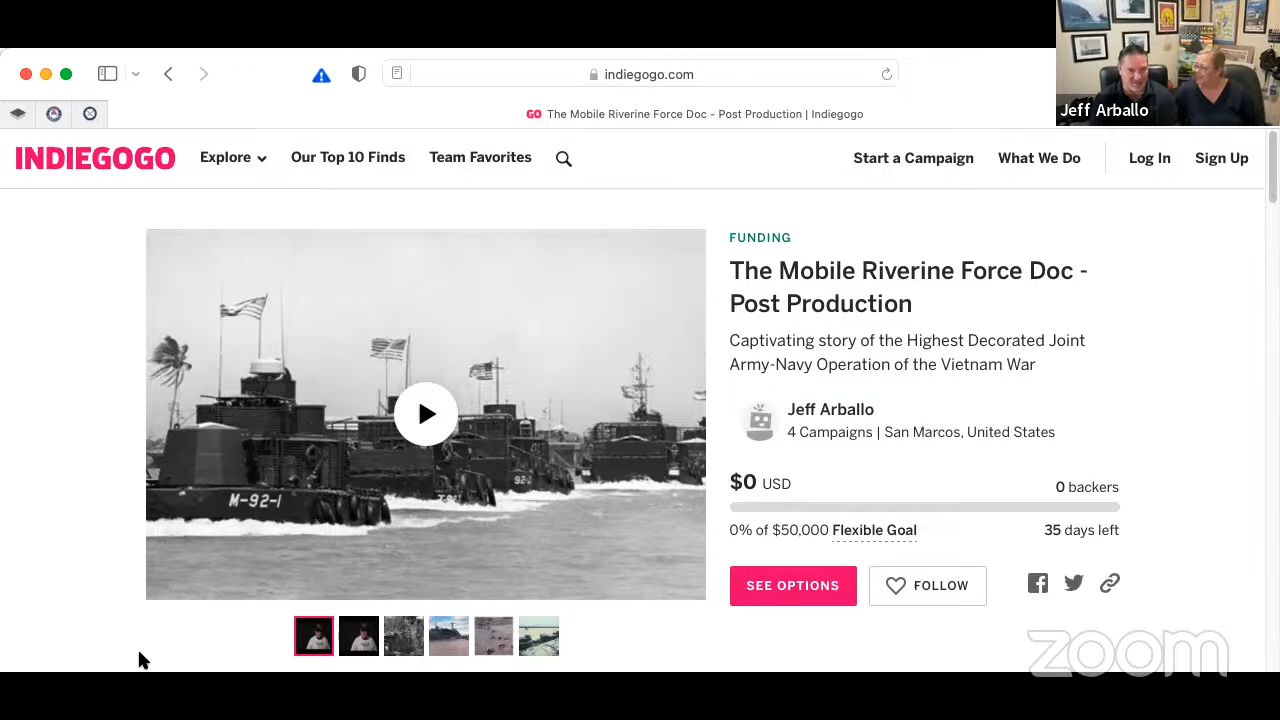 indiegogo.com
GO The Mobile Riverine Force Doc - Post Production | Indiegogo
Jeff Arballo
INDIEGOGO Explore Our Top 10 Finds Team Favorites Start a Campaign What We Do Log In Sign Up
FUNDING
The Mobile Riverine Force Doc -
Post Production
Captivating story of the Highest Decorated Joint
Army-Navy Operation of the Vietnam War
Jeff Arballo
4 Campaigns | San Marcos, United States
$0 USD 0 backers
0% of $50,000 Flexible Goal 35 days left
SEE OPTIONS FOLLOW
M-92-1
zoom